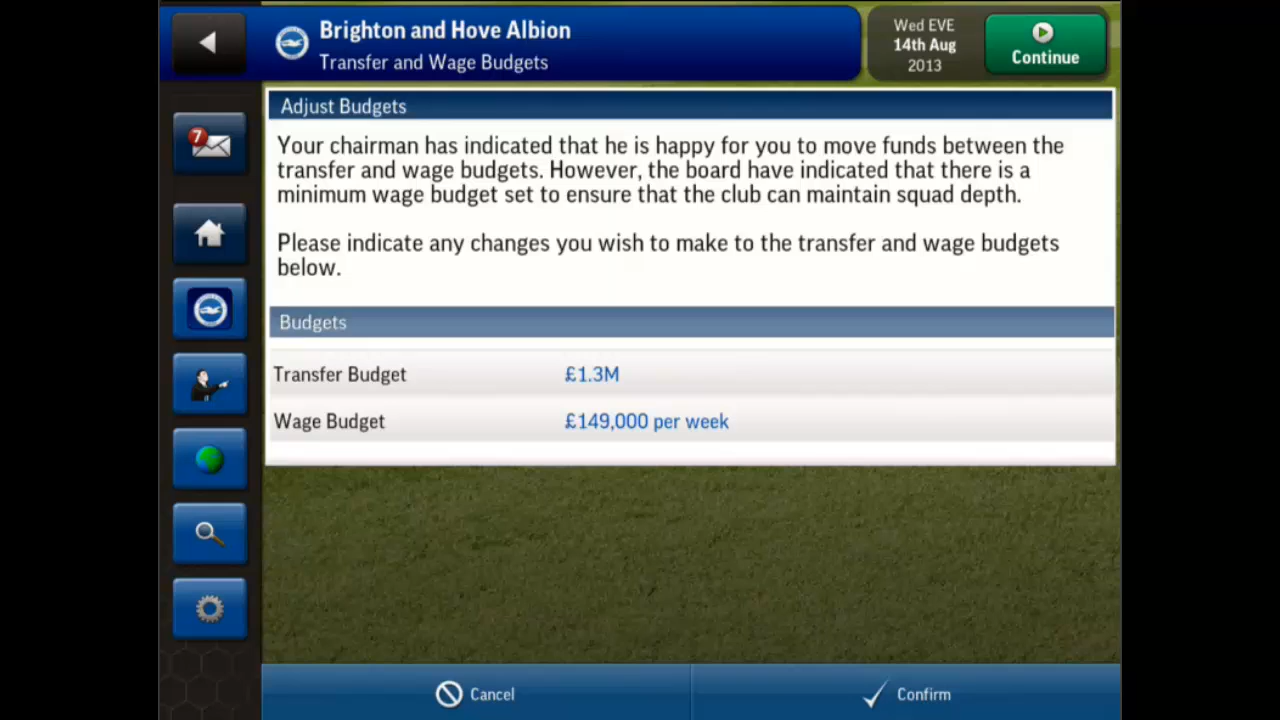 Brighton and Hove Albion
Transfer and Wage Budgets
Wed EVE
14th Aug
2013
Continue
7
Adjust Budgets
Your chairman has indicated that he is happy for you to move funds between the
transfer and wage budgets. However, the board have indicated that there is a
minimum wage budget set to ensure that the club can maintain squad depth.
Please indicate any changes you wish to make to the transfer and wage budgets
below.
Budgets
Transfer Budget £1.3M
Wage Budget £149,000 per week
Cancel
Confirm